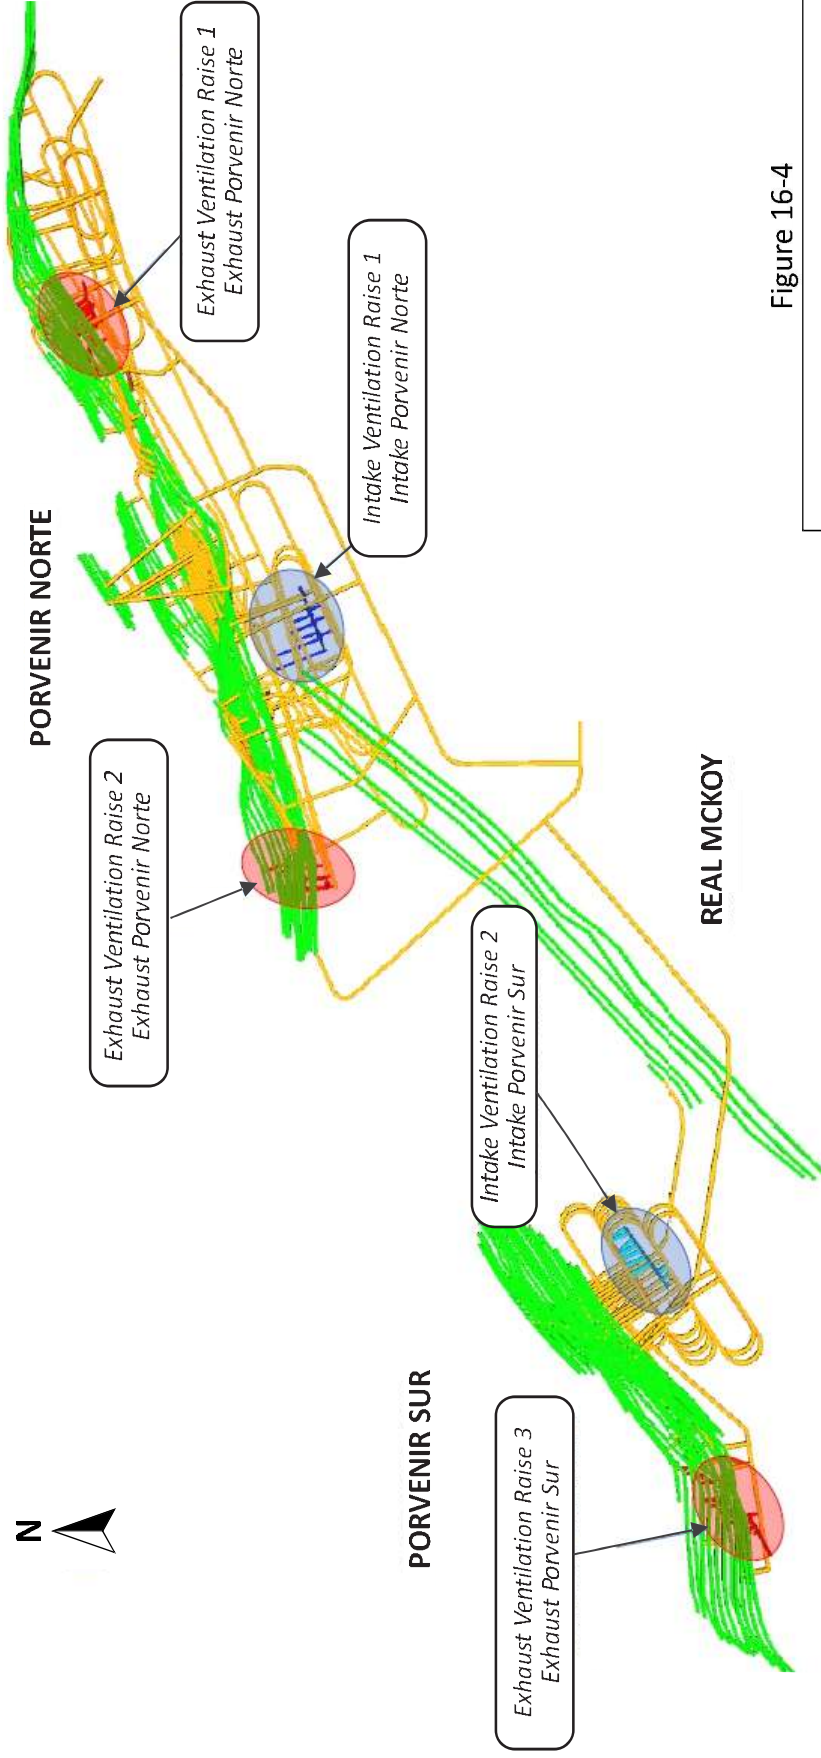 N
PORVENIR NORTE
Exhaust Ventilation Raise 1
Exhaust Porvenir Norte
Exhaust Ventilation Raise 2
Exhaust Porvenir Norte
Intake Ventilation Raise 1
Intake Porvenir Norte
PORVENIR SUR
Intake Ventilation Raise 2
Intake Porvenir Sur
Exhaust Ventilation Raise 3
Exhaust Porvenir Sur
REAL MCKOY
Figure 16-4